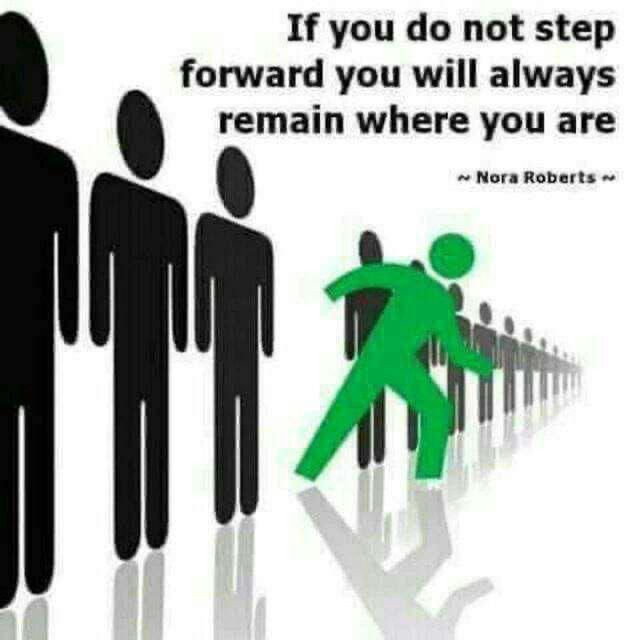 If you do not step
forward you will always
remain where you are
~ Nora Roberts ~